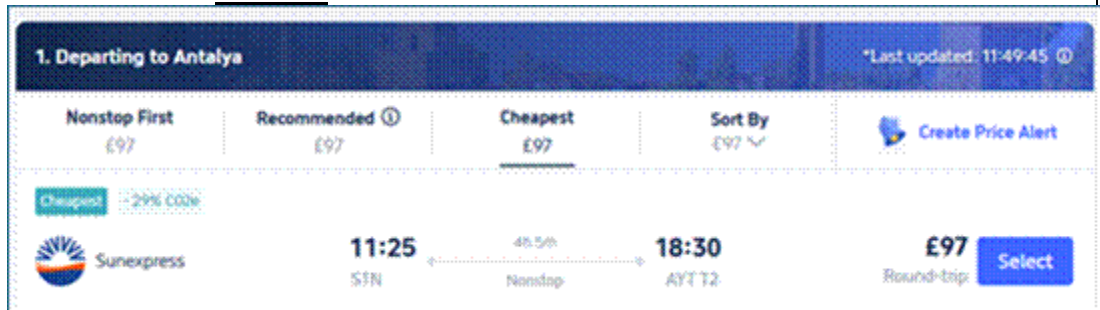 1. Departing to Antalya
*Last updated: 11:49:45
Nonstop First
Recommended
Cheapest
Sort By
Create Price Alert
£97
£97
£97
£97
Cheapest
-29% CO2e
Sunexpress
11:25
4h 5m
18:30
£97
Select
STN
Nonstop
AYT T2
Round-trip